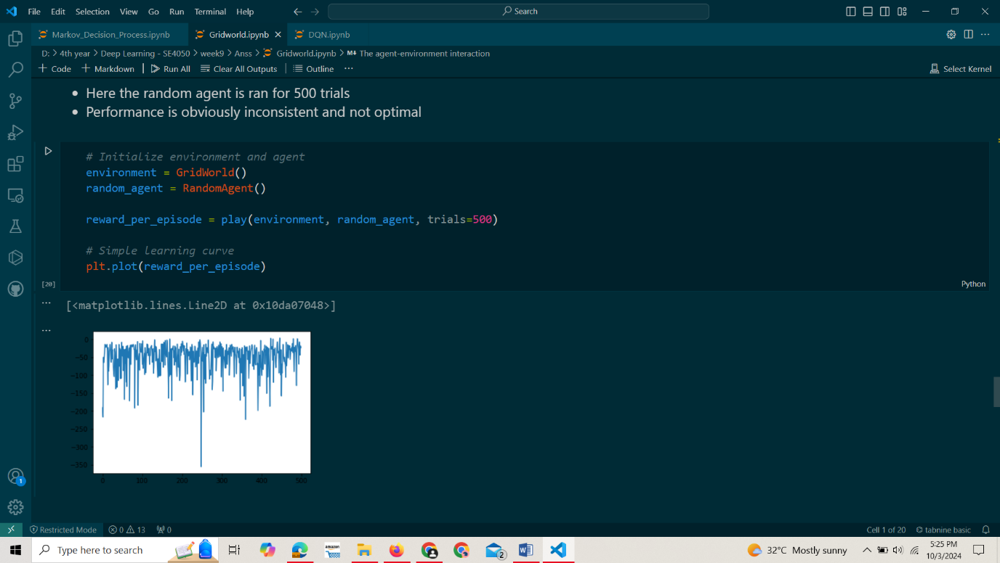 File Edit Selection View Go Run Terminal Help
Search
Markov_Decision_Process.ipynb Gridworld.ipynb DQN.ipynb
D: > 4th year > Deep Learning - SE4050 > week9 > Anss > Gridworld.ipynb > M↓ The agent-environment interaction
+ Code + Markdown Run All Clear All Outputs Outline ...
Select Kernel
• Here the random agent is ran for 500 trials
• Performance is obviously inconsistent and not optimal
# Initialize environment and agent
environment = GridWorld()
random_agent = RandomAgent()
reward_per_episode = play(environment, random_agent, trials=500)
# Simple learning curve
plt.plot(reward_per_episode)
[20]
Python
[<matplotlib.lines.Line2D at 0x10da07048>]
0
−50
−100
−150
−200
−250
−300
−350
0 100 200 300 400 500
1
Restricted Mode 0 13 0
Cell 1 of 20 tabnine basic
Type here to search
amazon
2
32°C Mostly sunny
5:25 PM
10/3/2024